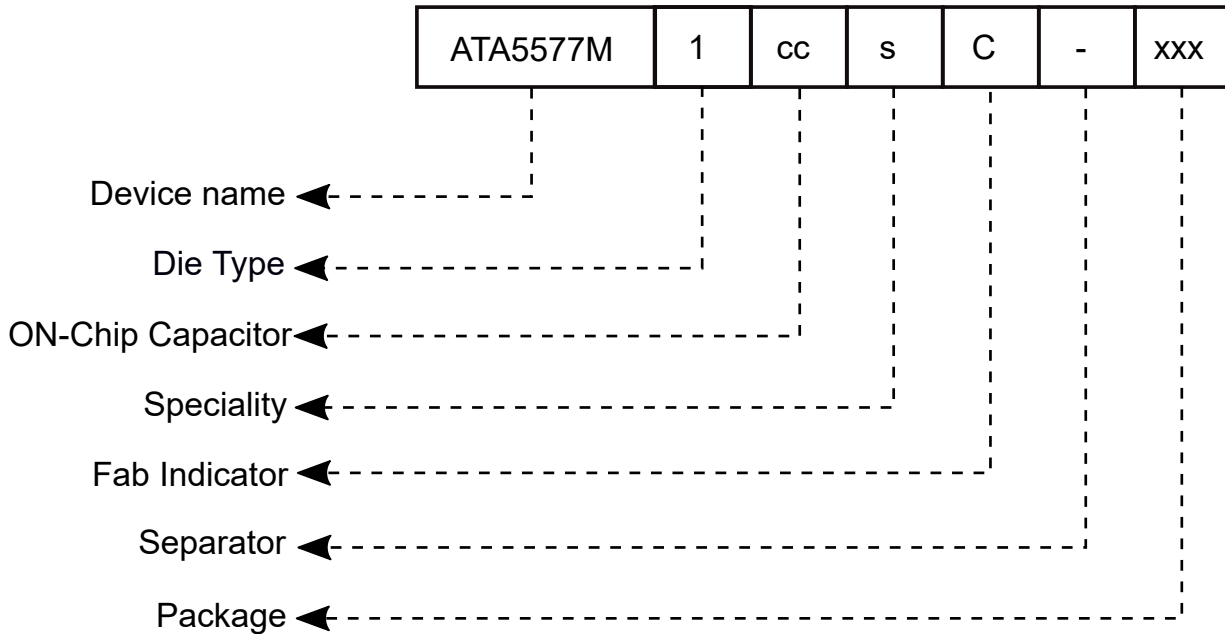 ATA5577M 1 cc s C - xxx
Device name
Die Type
ON-Chip Capacitor
Speciality
Fab Indicator
Separator
Package